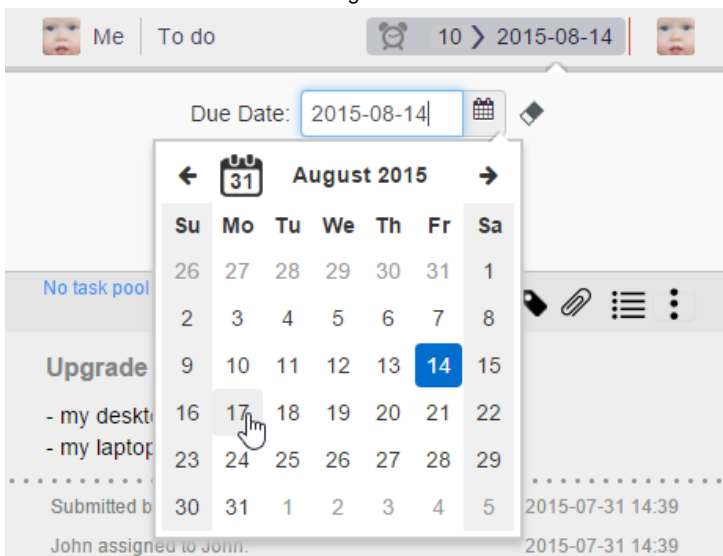 Me To do 10 2015-08-14
Due Date: 2015-08-14
31 August 2015
Su Mo Tu We Th Fr Sa
26 27 28 29 30 31 1
No task pool
2 3 4 5 6 7 8
Upgrade
9 10 11 12 13 14 15
- my deskt
16 17 18 19 20 21 22
- my laptop
23 24 25 26 27 28 29
Submitted b
30 31 1 2 3 4 5
2015-07-31 14:39
John assigned to John.
2015-07-31 14:39